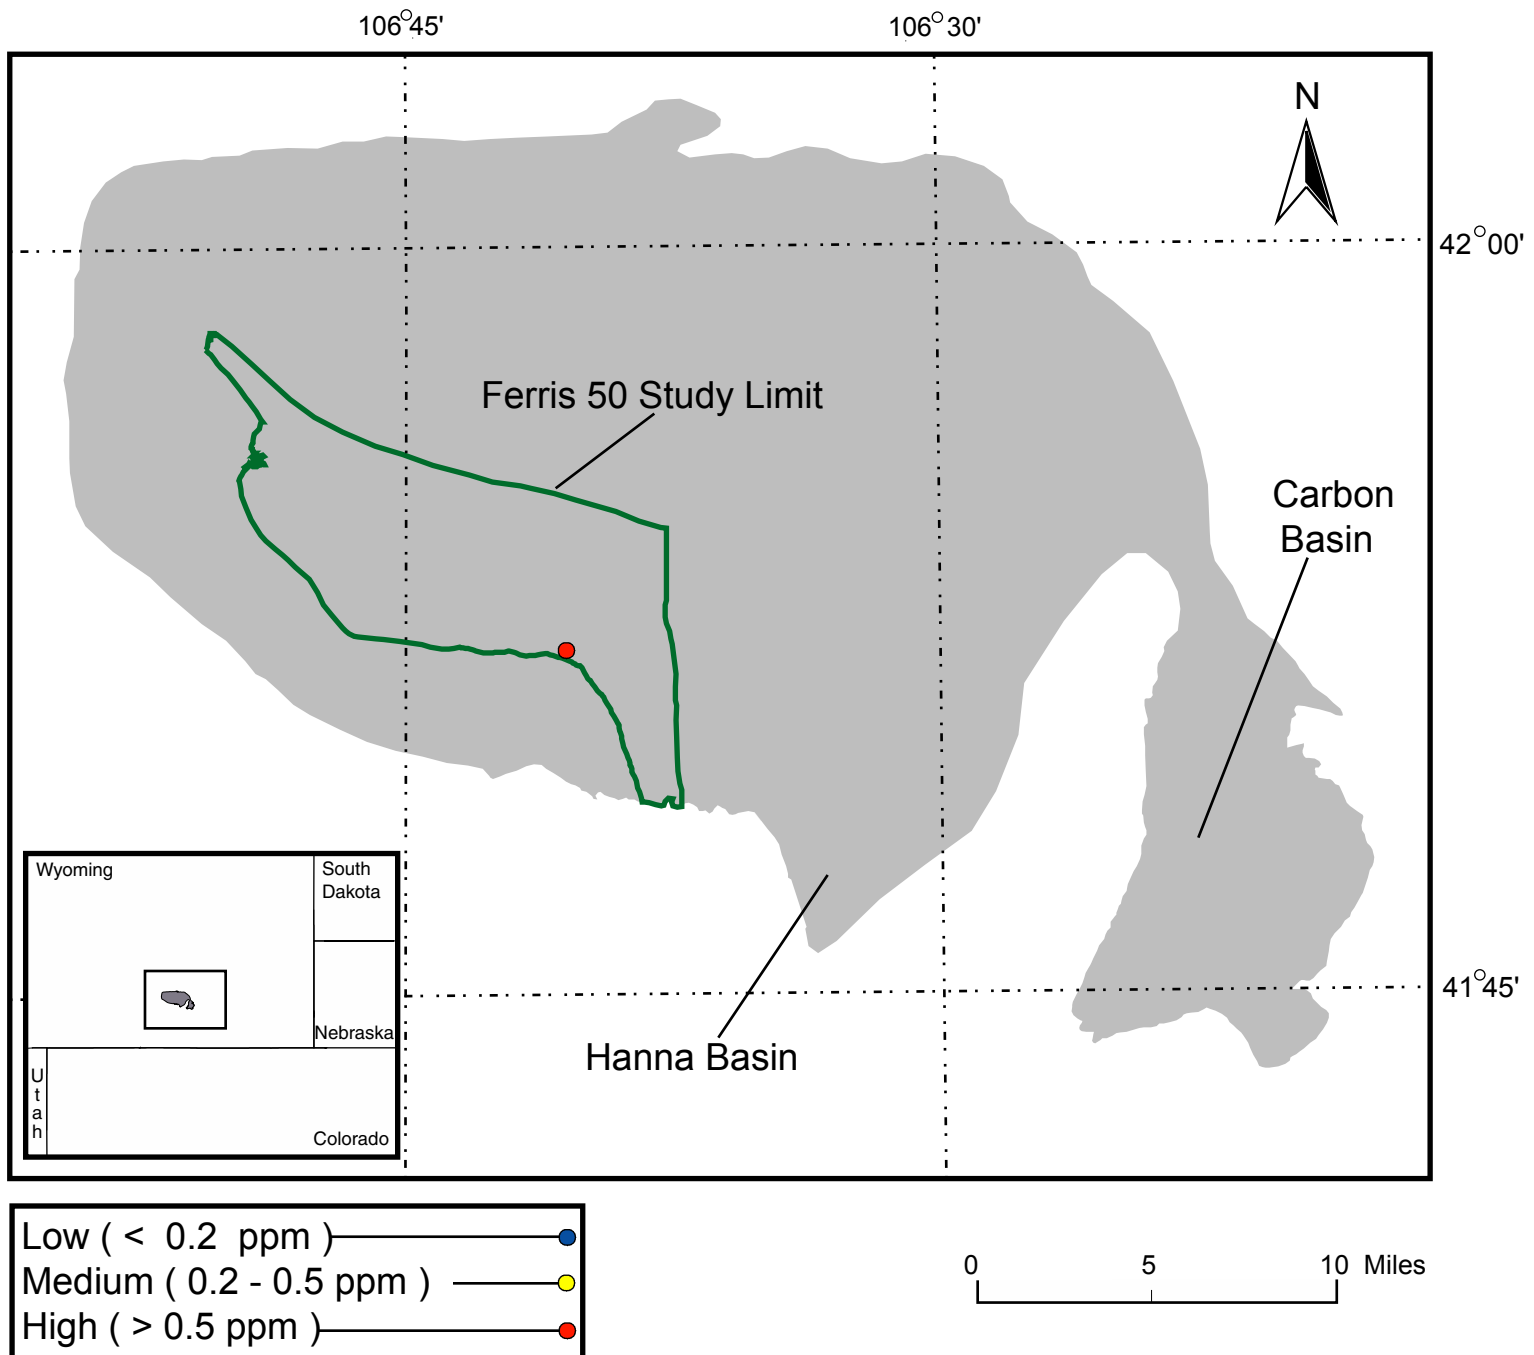 106°45'
106°30'
N
42°00'
Ferris 50 Study Limit
Carbon
Basin
41°45'
Hanna Basin
Wyoming
South
Dakota
Nebraska
Utah
Colorado
Low ( < 0.2 ppm )
Medium ( 0.2 - 0.5 ppm )
High ( > 0.5 ppm )
0 5 10 Miles